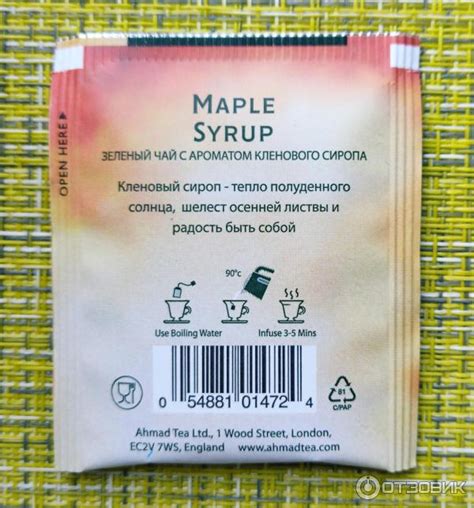 MAPLE
SYRUP
ЗЕЛЕНЫЙ ЧАЙ С АРОМАТОМ КЛЕНОВОГО СИРОПА
OPEN HERE
Кленовый сироп - тепло полуденного
солнца, шелест осенней листвы и
радость быть собой
90°c
Use Boiling Water
Infuse 3-5 Mins
0 54881 01472 4
81
C/PAP
Ahmad Tea Ltd., 1 Wood Street, London,
EC2V 7WS, England www.ahmadtea.com
ОТЗОВИК